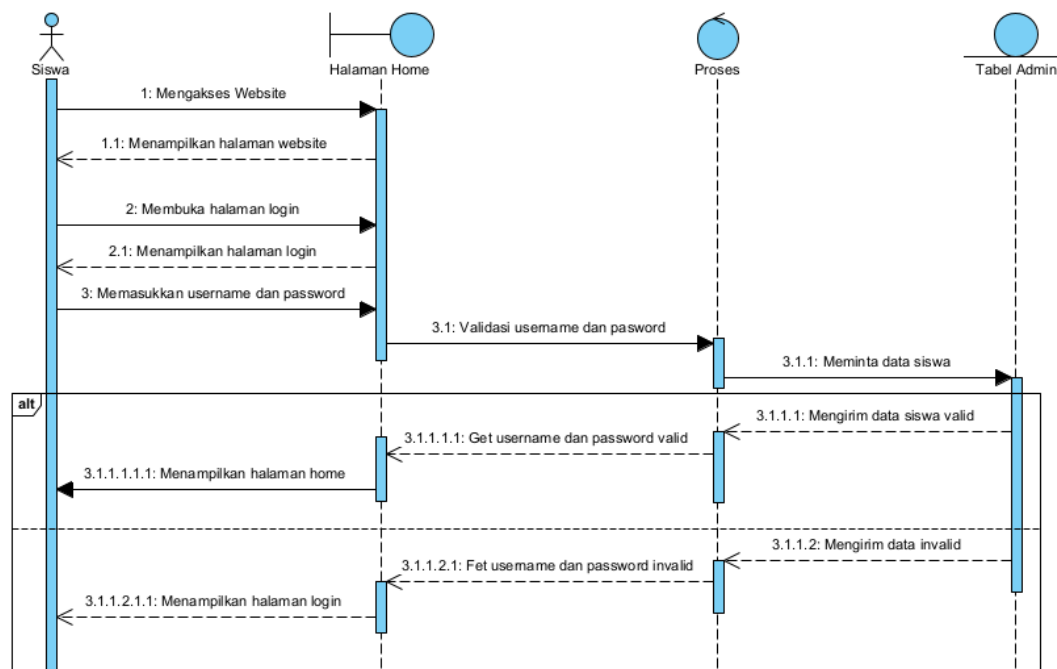 Siswa
Halaman Home
Proses
Tabel Admin
1: Mengakses Website
1.1: Menampilkan halaman website
2: Membuka halaman login
2.1: Menampilkan halaman login
3: Memasukkan username dan password
3.1: Validasi username dan pasword
3.1.1: Meminta data siswa
alt
3.1.1.1: Mengirim data siswa valid
3.1.1.1.1: Get username dan password valid
3.1.1.1.1.1: Menampilkan halaman home
3.1.1.2: Mengirim data invalid
3.1.1.2.1: Fet username dan password invalid
3.1.1.2.1.1: Menampilkan halaman login